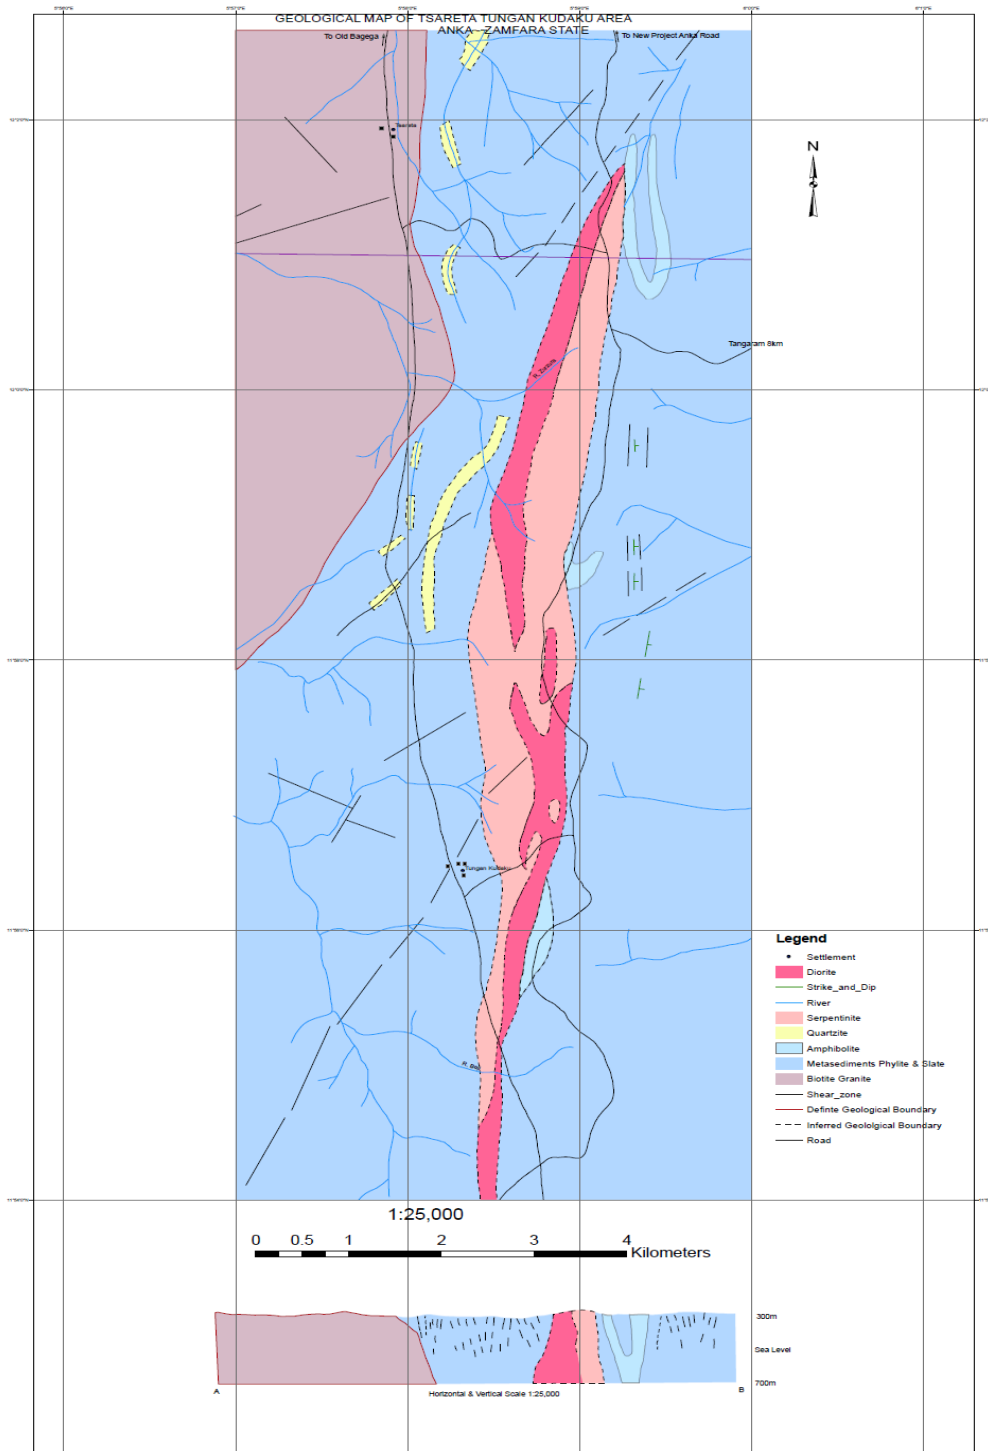 GEOLOGICAL MAP OF TSARETA TUNGAN KUDAKU AREA
ANKA - ZAMFARA STATE
To Old Bagega
To New Project Anka Road
Tsareta
N
Tangaram 8km
Tungan Kudaku
Legend
Settlement
Diorite
Strike_and_Dip
River
Serpentinite
Quartzite
Amphibolite
Metasediments Phylite & Slate
Biotite Granite
Shear_zone
Definte Geological Boundary
Inferred Geololgical Boundary
Road
1:25,000
0 0.5 1 2 3 4
Kilometers
300m
Sea Level
700m
A
B
Horizontal & Vertical Scale 1:25,000